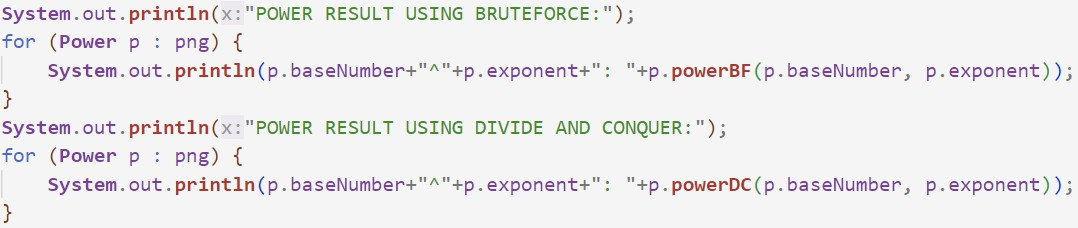 System.out.println(x:"POWER RESULT USING BRUTEFORCE:");
for (Power p : png) {
    System.out.println(p.baseNumber+"^"+p.exponent+": "+p.powerBF(p.baseNumber, p.exponent));
}
System.out.println(x:"POWER RESULT USING DIVIDE AND CONQUER:");
for (Power p : png) {
    System.out.println(p.baseNumber+"^"+p.exponent+": "+p.powerDC(p.baseNumber, p.exponent));
}